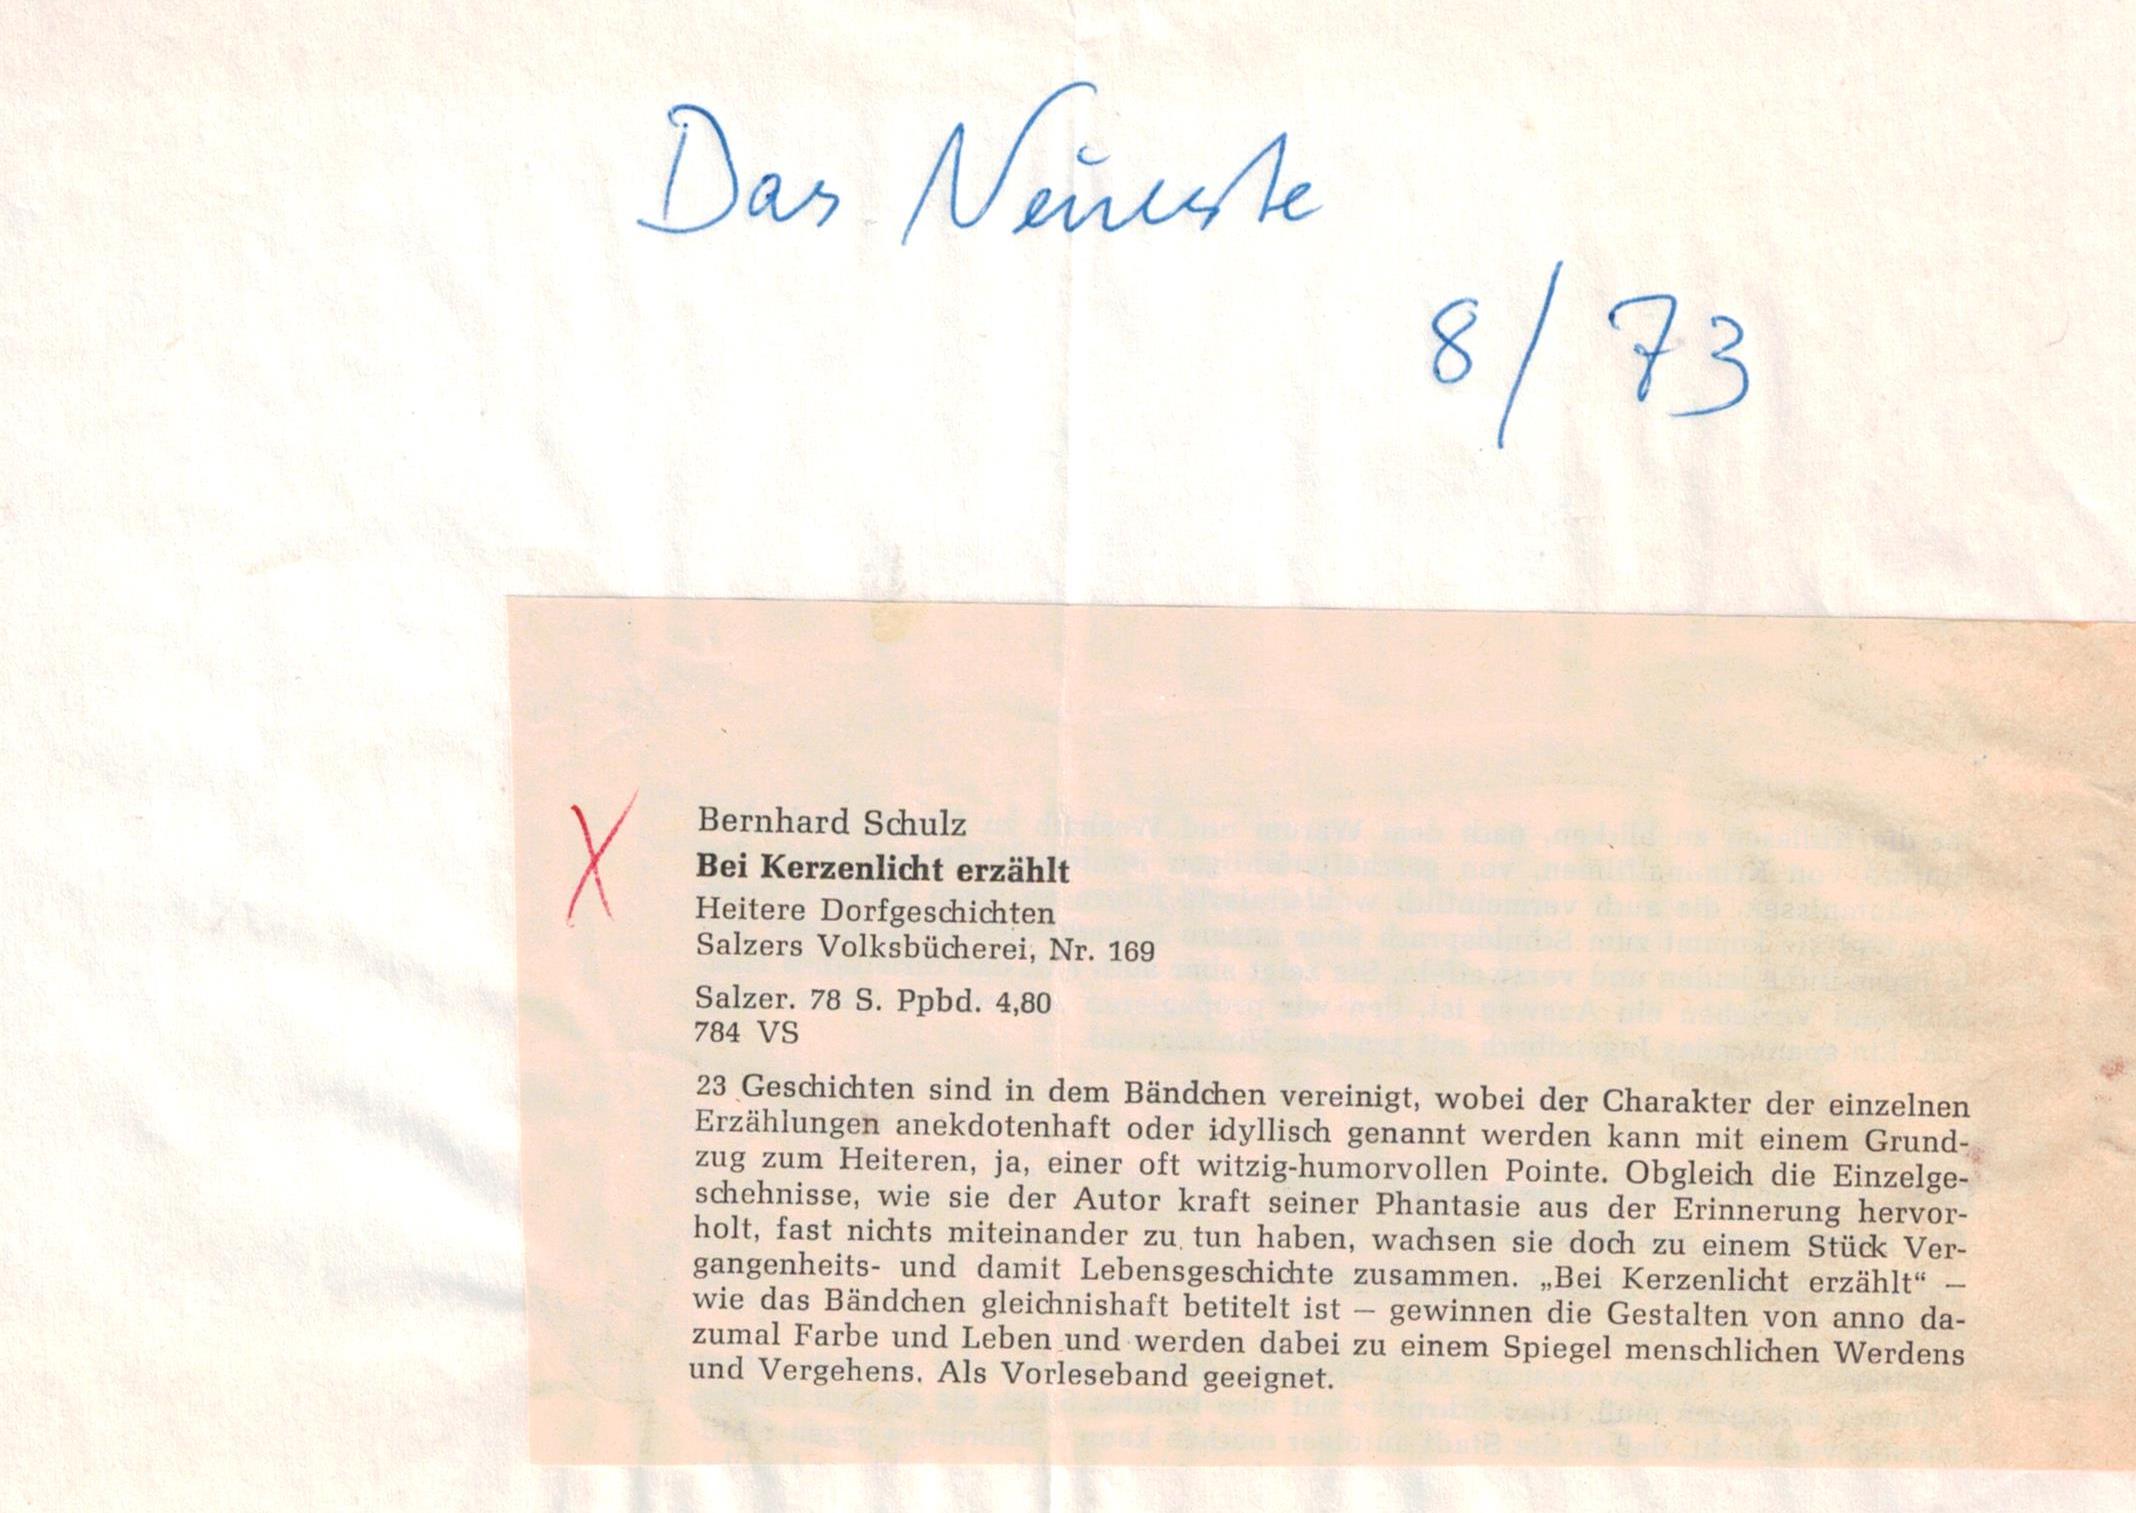 Das Neueste
8/73
Bernhard Schulz
Bei Kerzenlicht erzählt
Heitere Dorfgeschichten
Salzers Volksbücherei, Nr. 169
Salzer. 78 S. Ppbd. 4,80
784 VS
23 Geschichten sind in dem Bändchen vereinigt, wobei der Charakter der einzelnen
Erzählungen anekdotenhaft oder idyllisch genannt werden kann mit einem Grund-
zug zum Heiteren, ja, einer oft witzig-humorvollen Pointe. Obgleich die Einzelge-
schehnisse, wie sie der Autor kraft seiner Phantasie aus der Erinnerung hervor-
holt, fast nichts miteinander zu tun haben, wachsen sie doch zu einem Stück Ver-
gangenheits- und damit Lebensgeschichte zusammen. „Bei Kerzenlicht erzählt“ –
wie das Bändchen gleichnishaft betitelt ist – gewinnen die Gestalten von anno da-
zumal Farbe und Leben und werden dabei zu einem Spiegel menschlichen Werdens
und Vergehens. Als Vorleseband geeignet.